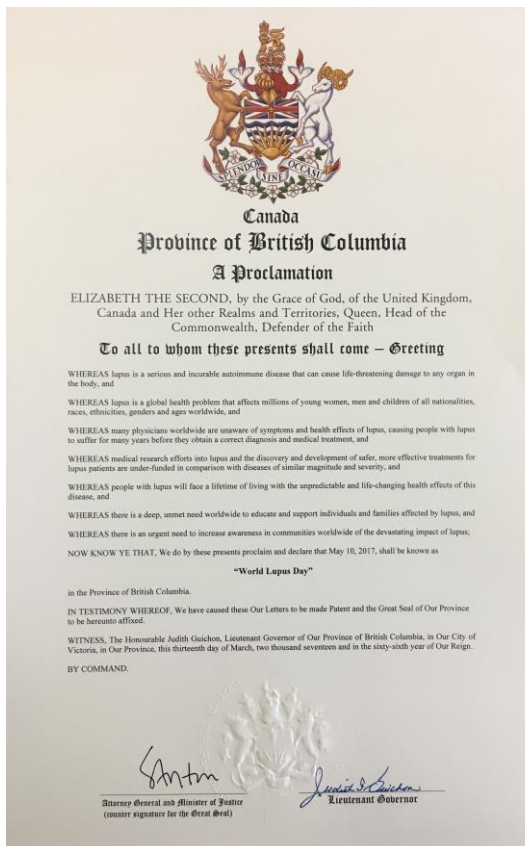 SPLENDOR SINE OCCASU
Canada
Province of British Columbia
A Proclamation
ELIZABETH THE SECOND, by the Grace of God, of the United Kingdom,
Canada and Her other Realms and Territories, Queen, Head of the
Commonwealth, Defender of the Faith
To all to whom these presents shall come – Greeting
WHEREAS lupus is a serious and incurable autoimmune disease that can cause life-threatening damage to any organ in
the body, and
WHEREAS lupus is a global health problem that affects millions of young women, men and children of all nationalities,
races, ethnicities, genders and ages worldwide, and
WHEREAS many physicians worldwide are unaware of symptoms and health effects of lupus, causing people with lupus
to suffer for many years before they obtain a correct diagnosis and medical treatment, and
WHEREAS medical research efforts into lupus and the discovery and development of safer, more effective treatments for
lupus patients are under-funded in comparison with diseases of similar magnitude and severity, and
WHEREAS people with lupus will face a lifetime of living with the unpredictable and life-changing health effects of this
disease, and
WHEREAS there is a deep, unmet need worldwide to educate and support individuals and families affected by lupus, and
WHEREAS there is an urgent need to increase awareness in communities worldwide of the devastating impact of lupus;
NOW KNOW YE THAT, We do by these presents proclaim and declare that May 10, 2017, shall be known as
“World Lupus Day”
in the Province of British Columbia.
IN TESTIMONY WHEREOF, We have caused these Our Letters to be made Patent and the Great Seal of Our Province
to be hereunto affixed.
WITNESS, The Honourable Judith Guichon, Lieutenant Governor of Our Province of British Columbia, in Our City of
Victoria, in Our Province, this thirteenth day of March, two thousand seventeen and in the sixty-sixth year of Our Reign.
BY COMMAND.
Judith I Guichon
Attorney General and Minister of Justice
(counter signature for the Great Seal)
Lieutenant Governor